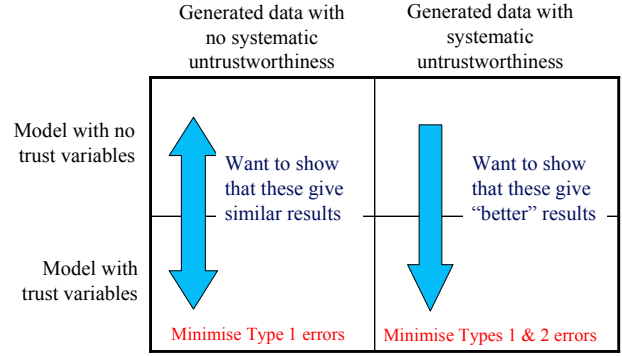 Generated data with
no systematic
untrustworthiness
Generated data with
systematic
untrustworthiness
Model with no
trust variables
Want to show
that these give
similar results
Want to show
that these give
“better” results
Model with
trust variables
Minimise Type 1 errors
Minimise Types 1 & 2 errors